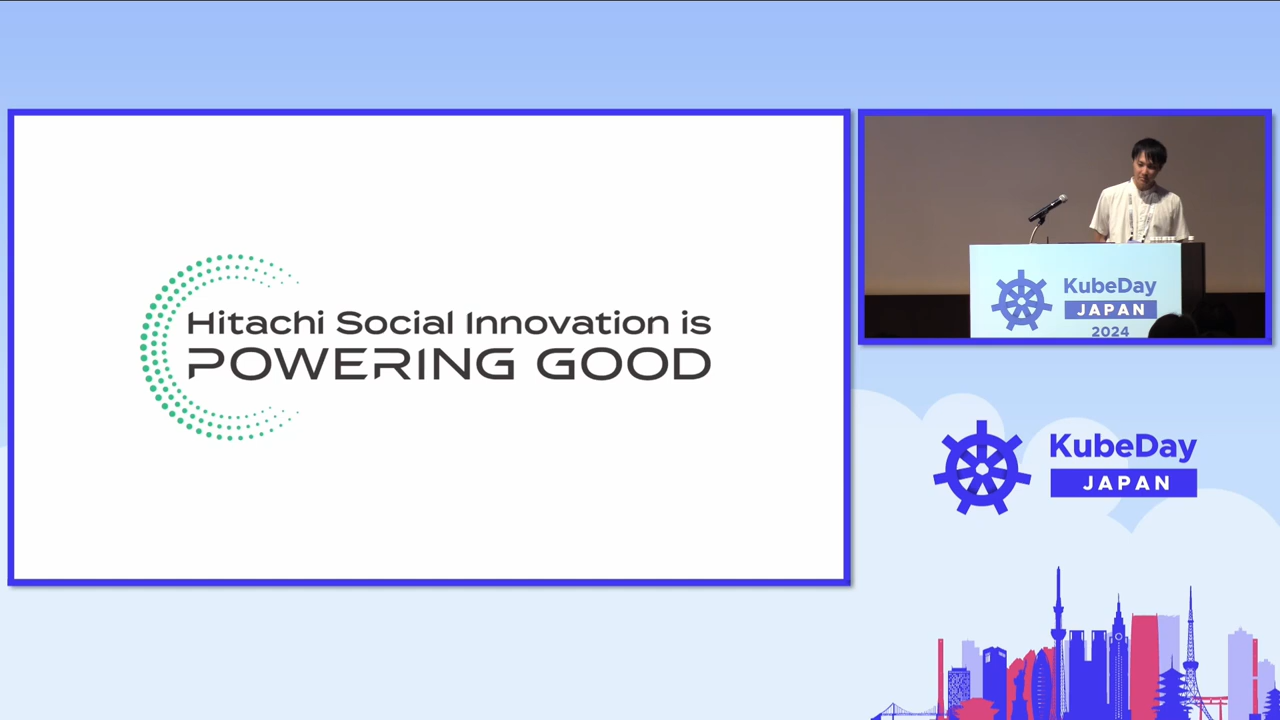 Hitachi Social Innovation is
POWERING GOOD
KubeDay
JAPAN
2024
KubeDay
JAPAN